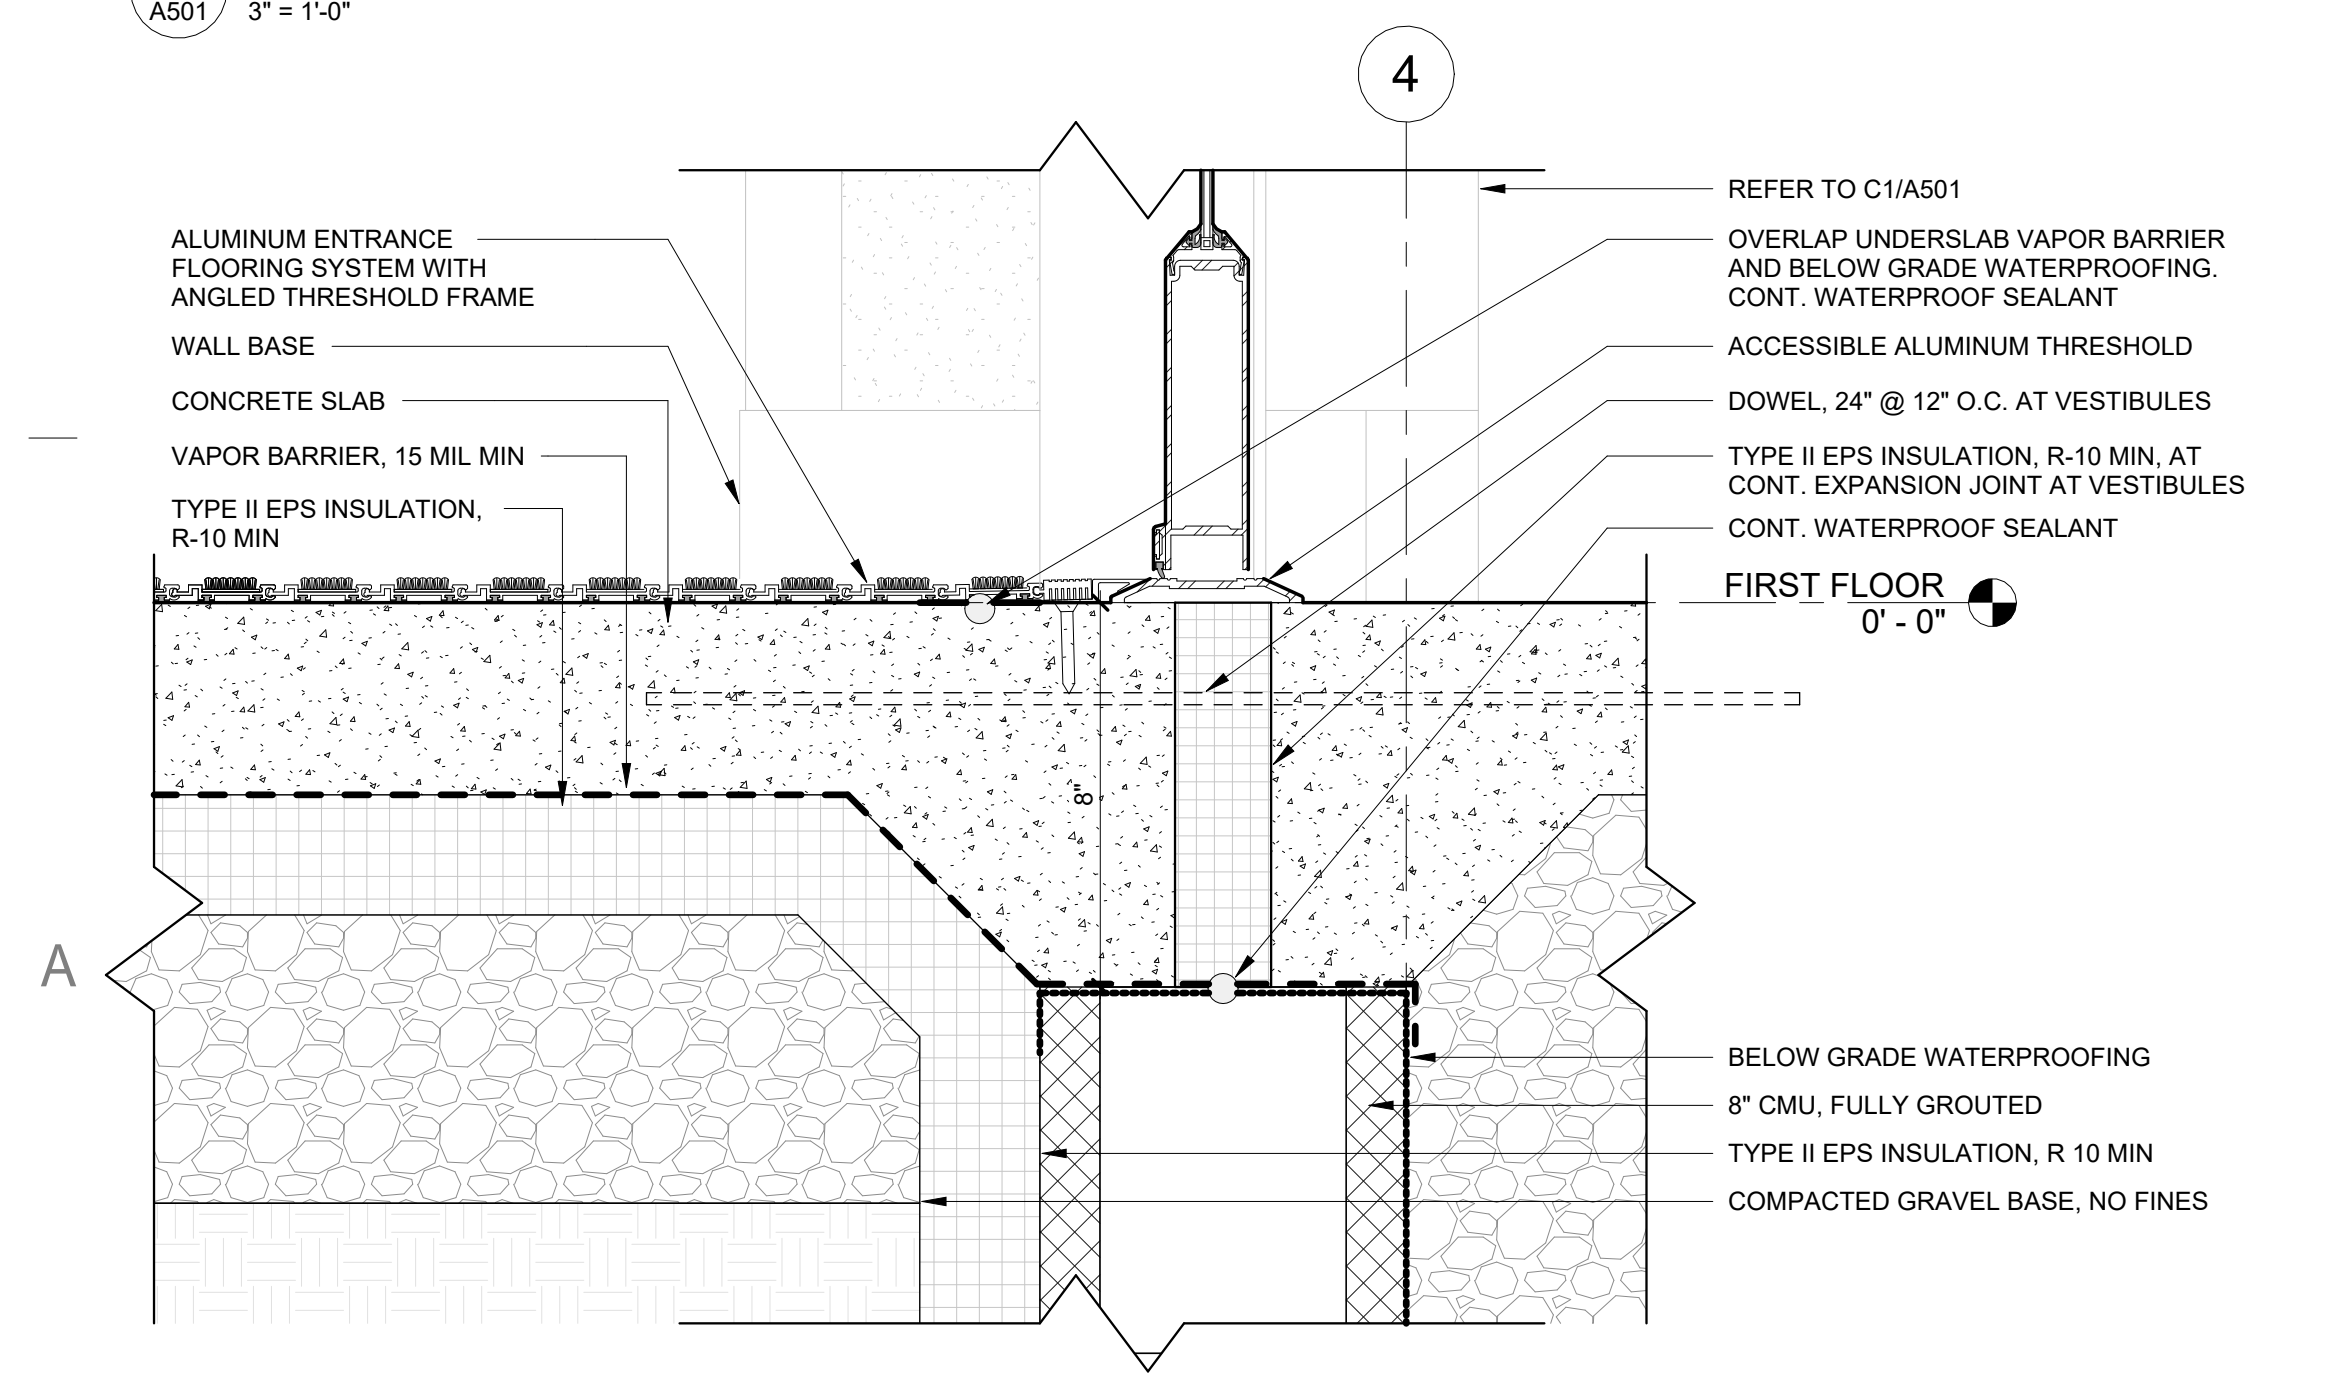 A501
3" = 1'-0"
4
ALUMINUM ENTRANCE
FLOORING SYSTEM WITH
ANGLED THRESHOLD FRAME
WALL BASE
CONCRETE SLAB
VAPOR BARRIER, 15 MIL MIN
TYPE II EPS INSULATION,
R-10 MIN
REFER TO C1/A501
OVERLAP UNDERSLAB VAPOR BARRIER
AND BELOW GRADE WATERPROOFING.
CONT. WATERPROOF SEALANT
ACCESSIBLE ALUMINUM THRESHOLD
DOWEL, 24" @ 12" O.C. AT VESTIBULES
TYPE II EPS INSULATION, R-10 MIN, AT
CONT. EXPANSION JOINT AT VESTIBULES
CONT. WATERPROOF SEALANT
FIRST FLOOR
0' - 0"
8"
A
BELOW GRADE WATERPROOFING
8" CMU, FULLY GROUTED
TYPE II EPS INSULATION, R 10 MIN
COMPACTED GRAVEL BASE, NO FINES